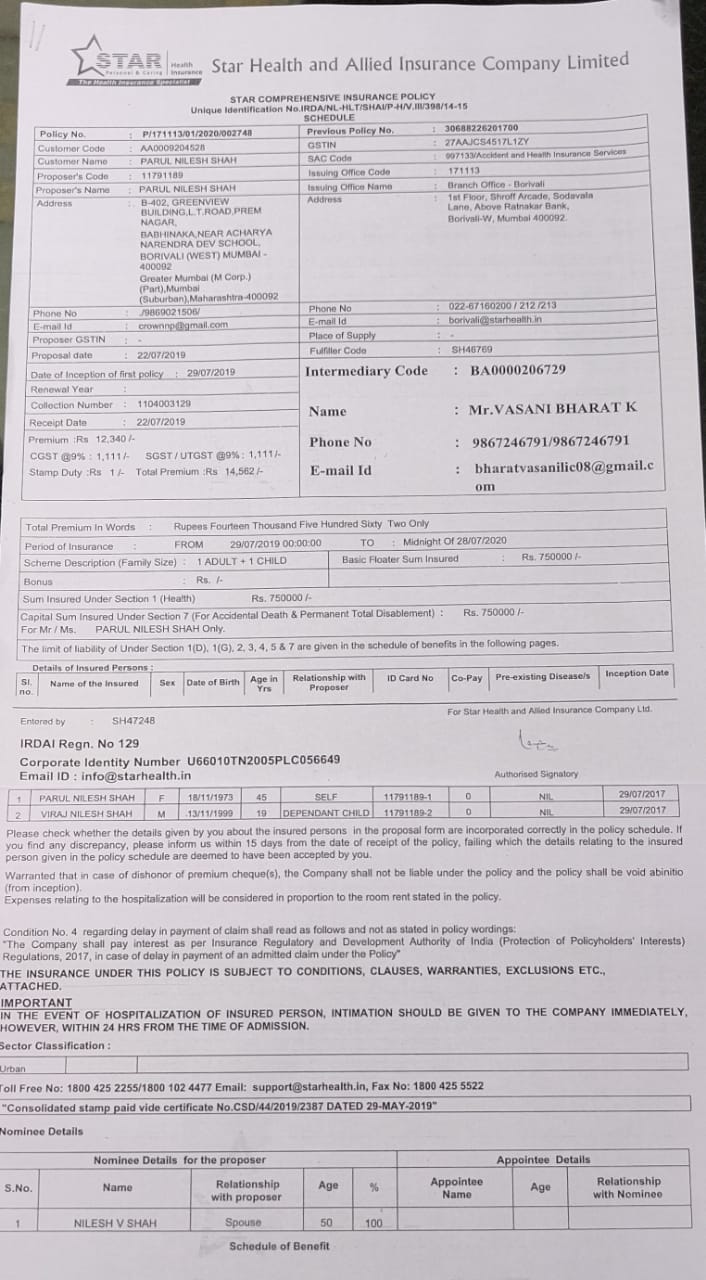 STAR Health Insurance
Personal & Caring
The Health Insurance Specialist
Star Health and Allied Insurance Company Limited
STAR COMPREHENSIVE INSURANCE POLICY
Unique Identification No.IRDA/NL-HLT/SHAI/P-H/V.III/398/14-15
SCHEDULE
Policy No. : P/171113/01/2020/002748 Previous Policy No. : 30688226201700
Customer Code : AA0009204528 GSTIN : 27AAJCS4517L1ZY
Customer Name : PARUL NILESH SHAH SAC Code : 997133/Accident and Health Insurance Services
Proposer's Code : 11791189 Issuing Office Code : 171113
Proposer's Name : PARUL NILESH SHAH Issuing Office Name : Branch Office - Borivali
Address : B-402, GREENVIEW Address : 1st Floor, Shroff Arcade, Sodavala
BUILDING,L.T.ROAD,PREM Lane, Above Ratnakar Bank,
NAGAR, Borivali-W, Mumbai 400092.
BABHINAKA,NEAR ACHARYA
NARENDRA DEV SCHOOL,
BORIVALI (WEST) MUMBAI -
400092
Greater Mumbai (M Corp.)
(Part),Mumbai
(Suburban),Maharashtra-400092
Phone No : /9869021506/ Phone No : 022-67160200 / 212 /213
E-mail Id : crownnp@gmail.com E-mail Id : borivali@starhealth.in
Proposer GSTIN : - Place of Supply : -
Proposal date : 22/07/2019 Fulfiller Code : SH46769
Date of Inception of first policy : 29/07/2019 Intermediary Code : BA0000206729
Renewal Year :
Collection Number : 1104003129 Name : Mr.VASANI BHARAT K
Receipt Date : 22/07/2019
Premium :Rs 12,340 /- Phone No : 9867246791/9867246791
CGST @9% : 1,111/- SGST / UTGST @9% : 1,111/-
Stamp Duty :Rs 1 /- Total Premium :Rs 14,562 /- E-mail Id : bharatvasanilic08@gmail.c
om
Total Premium In Words : Rupees Fourteen Thousand Five Hundred Sixty Two Only
Period of Insurance : FROM 29/07/2019 00:00:00 TO : Midnight Of 28/07/2020
Scheme Description (Family Size) : 1 ADULT + 1 CHILD Basic Floater Sum Insured : Rs. 750000 /-
Bonus : Rs. /-
Sum Insured Under Section 1 (Health) Rs. 750000 /-
Capital Sum Insured Under Section 7 (For Accidental Death & Permanent Total Disablement) : Rs. 750000 /-
For Mr / Ms. PARUL NILESH SHAH Only.
The limit of liability of Under Section 1(D), 1(G), 2, 3, 4, 5 & 7 are given in the schedule of benefits in the following pages.
Details of Insured Persons :
Sl. no. Name of the Insured Sex Date of Birth Age in Yrs Relationship with Proposer ID Card No Co-Pay Pre-existing Disease/s Inception Date
Entored by : SH47248 For Star Health and Allied Insurance Company Ltd.
IRDAI Regn. No 129
Corporate Identity Number U66010TN2005PLC056649
Email ID : info@starhealth.in Authorised Signatory
1 PARUL NILESH SHAH F 18/11/1973 45 SELF 11791189-1 0 NIL 29/07/2017
2 VIRAJ NILESH SHAH M 13/11/1999 19 DEPENDANT CHILD 11791189-2 0 NIL 29/07/2017
Please check whether the details given by you about the insured persons in the proposal form are incorporated correctly in the policy schedule. If
you find any discrepancy, please inform us within 15 days from the date of receipt of the policy, failing which the details relating to the insured
person given in the policy schedule are deemed to have been accepted by you.
Warranted that in case of dishonor of premium cheque(s), the Company shall not be liable under the policy and the policy shall be void abinitio
(from inception).
Expenses relating to the hospitalization will be considered in proportion to the room rent stated in the policy.
Condition No. 4 regarding delay in payment of claim shall read as follows and not as stated in policy wordings:
"The Company shall pay interest as per Insurance Regulatory and Development Authority of India (Protection of Policyholders' Interests)
Regulations, 2017, in case of delay in payment of an admitted claim under the Policy"
THE INSURANCE UNDER THIS POLICY IS SUBJECT TO CONDITIONS, CLAUSES, WARRANTIES, EXCLUSIONS ETC.,
ATTACHED.
IMPORTANT
IN THE EVENT OF HOSPITALIZATION OF INSURED PERSON, INTIMATION SHOULD BE GIVEN TO THE COMPANY IMMEDIATELY,
HOWEVER, WITHIN 24 HRS FROM THE TIME OF ADMISSION.
Sector Classification :
Urban
Toll Free No: 1800 425 2255/1800 102 4477 Email: support@starhealth.in, Fax No: 1800 425 5522
"Consolidated stamp paid vide certificate No.CSD/44/2019/2387 DATED 29-MAY-2019"
Nominee Details
Nominee Details for the proposer Appointee Details
S.No. Name Relationship with proposer Age % Appointee Name Age Relationship with Nominee
1 NILESH V SHAH Spouse 50 100
Schedule of Benefit